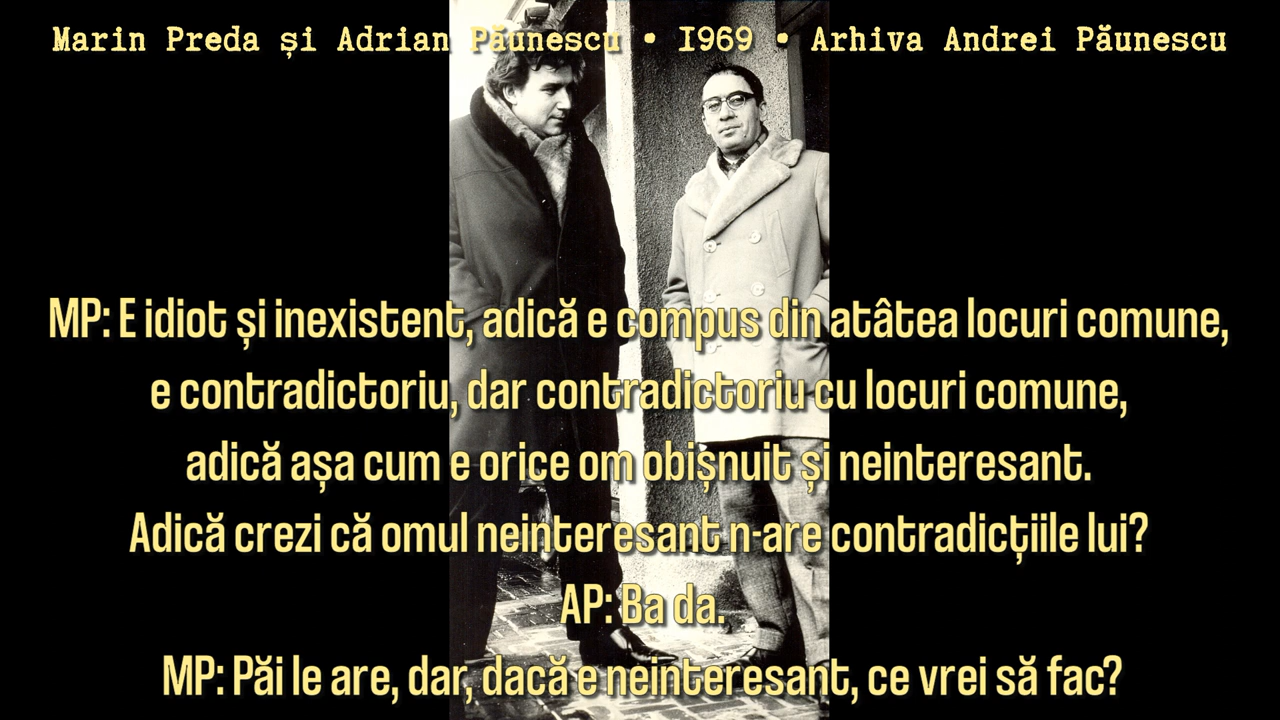 Marin Preda și Adrian Păunescu • 1969 • Arhiva Andrei Păunescu
MP: E idiot și inexistent, adică e compus din atâtea locuri comune,
e contradictoriu, dar contradictoriu cu locuri comune,
adică așa cum e orice om obișnuit și neinteresant.
Adică crezi că omul neinteresant n-are contradicțiile lui?
AP: Ba da.
MP: Păi le are, dar, dacă e neinteresant, ce vrei să fac?